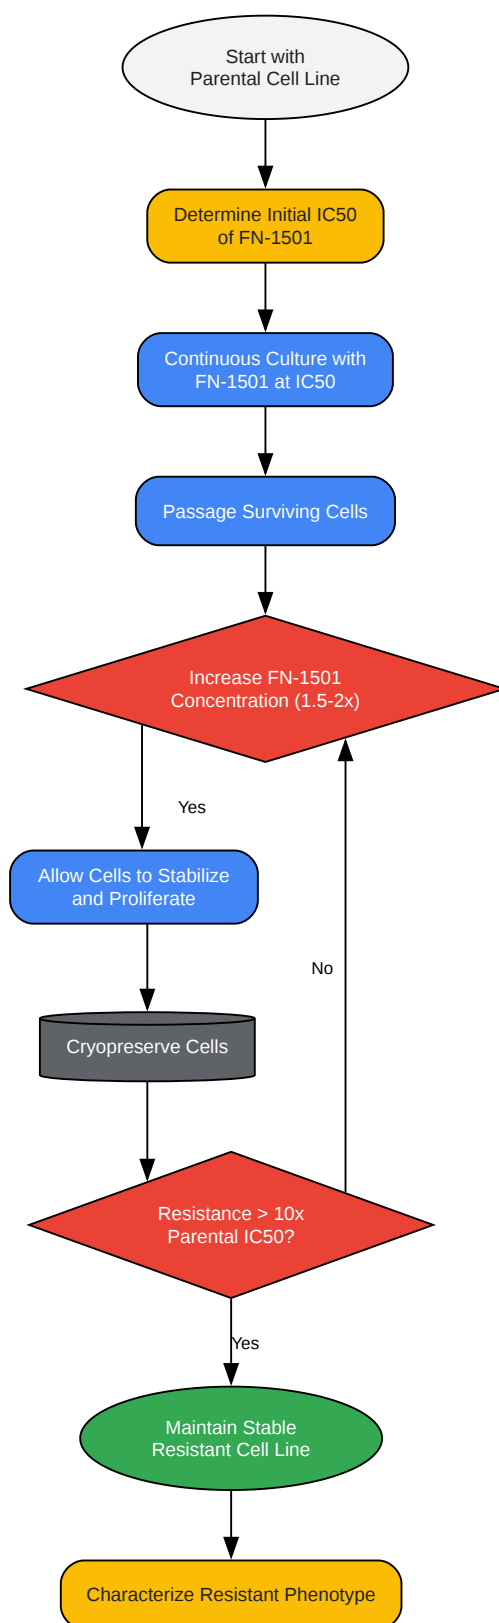 Start with
Parental Cell Line
Determine Initial IC50
of FN-1501
Continuous Culture with
FN-1501 at IC50
Passage Surviving Cells
Increase FN-1501
Concentration (1.5-2x)
Yes
Allow Cells to Stabilize
and Proliferate
No
Cryopreserve Cells
Resistance > 10x
Parental IC50?
Yes
Maintain Stable
Resistant Cell Line
Characterize Resistant Phenotype